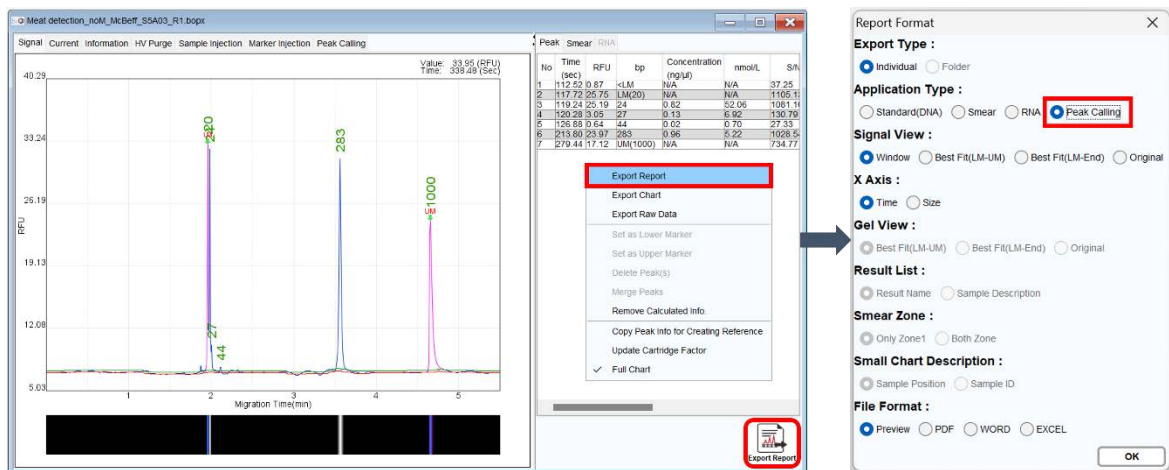 Meat detection_noM_McBeff_S5A03_R1.bopx
Signal Current Information HV Purge Sample Injection Marker Injection Peak Calling
Value: 33.95 (RFU)
Time: 338.48 (Sec)
40.29
33.24
26.19
19.13
12.08
5.03
RFU
20
27
44
283
1000
UM
1 2 3 4 5
Migration Time(min)
Peak Smear RNA
No Time (sec) RFU bp Concentration (ng/µl) nmol/L S/N
1 112.52 0.87 <LM N/A N/A 37.25
2 117.72 25.75 LM(20) N/A N/A 1105.1
3 119.24 25.19 24 0.82 52.06 1081.1
4 120.28 3.05 27 0.13 6.92 130.79
5 126.88 0.64 44 0.02 0.70 27.33
6 213.80 23.97 283 0.96 5.22 1028.5
7 279.44 17.12 UM(1000) N/A N/A 734.77
Export Report
Export Chart
Export Raw Data
Set as Lower Marker
Set as Upper Marker
Delete Peak(s)
Merge Peaks
Remove Calculated Info.
Copy Peak Info for Creating Reference
Update Cartridge Factor
Full Chart
Export Report
Report Format
Export Type :
Individual Folder
Application Type :
Standard(DNA) Smear RNA Peak Calling
Signal View :
Window Best Fit(LM-UM) Best Fit(LM-End) Original
X Axis :
Time Size
Gel View :
Best Fit(LM-UM) Best Fit(LM-End) Original
Result List :
Result Name Sample Description
Smear Zone :
Only Zone1 Both Zone
Small Chart Description :
Sample Position Sample ID
File Format :
Preview PDF WORD EXCEL
OK